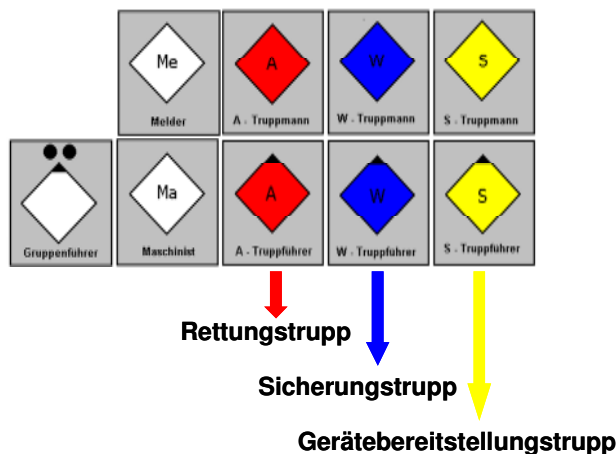 Me
A
W
S
Melder
A - Truppmann
W - Truppmann
S - Truppmann
Ma
A
W
S
Gruppenführer
Maschinist
A - Truppführer
W - Truppführer
S - Truppführer
Rettungstrupp
Sicherungstrupp
Gerätebereitstellungstrupp